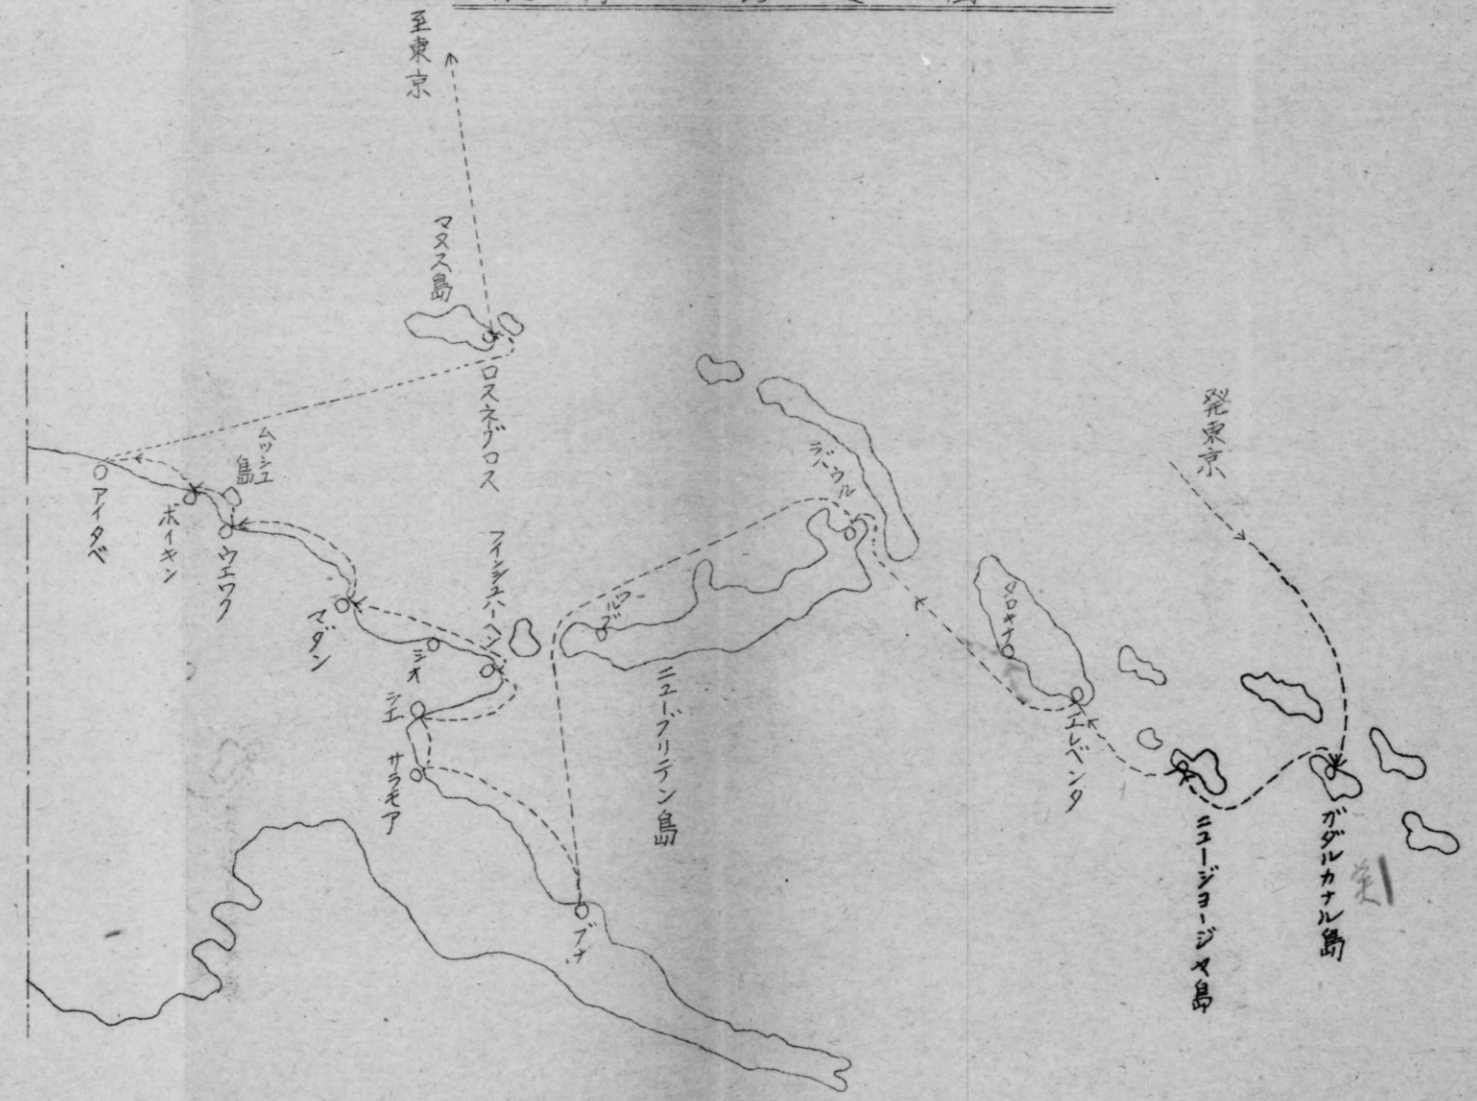 発東京
ガダルカナル島
ニュージョージヤ島
エレベンタ
タロキナ
ラバウル
ニューブリテン島
ツルブ
ブナ
サラモア
ラエ
フインシュハーヘン
シオ
マダン
ウエワク
ムッシュ
島
ボイキン
アイタペ
ロスネグロス
マヌス島
至東京